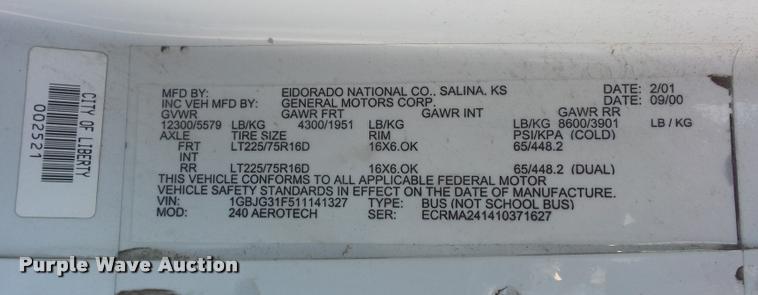 CITY OF LIBERTY
002521
MFD BY: EIDORADO NATIONAL CO., SALINA, KS DATE: 2/01
INC VEH MFD BY: GENERAL MOTORS CORP. DATE: 09/00
GVWR GAWR FRT GAWR INT GAWR RR
12300/5579 LB/KG 4300/1951 LB/KG LB/KG 8600/3901 LB / KG
AXLE TIRE SIZE RIM PSI/KPA (COLD)
FRT LT225/75R16D 16X6.OK 65/448.2
INT
RR LT225/75R16D 16X6.OK 65/448.2 (DUAL)
THIS VEHICLE CONFORMS TO ALL APPLICABLE FEDERAL MOTOR
VEHICLE SAFETY STANDARDS IN EFFECT ON THE DATE OF MANUFACTURE.
VIN: 1GBJG31F511141327 TYPE: BUS (NOT SCHOOL BUS)
MOD: 240 AEROTECH SER: ECRMA241410371627
Purple Wave Auction